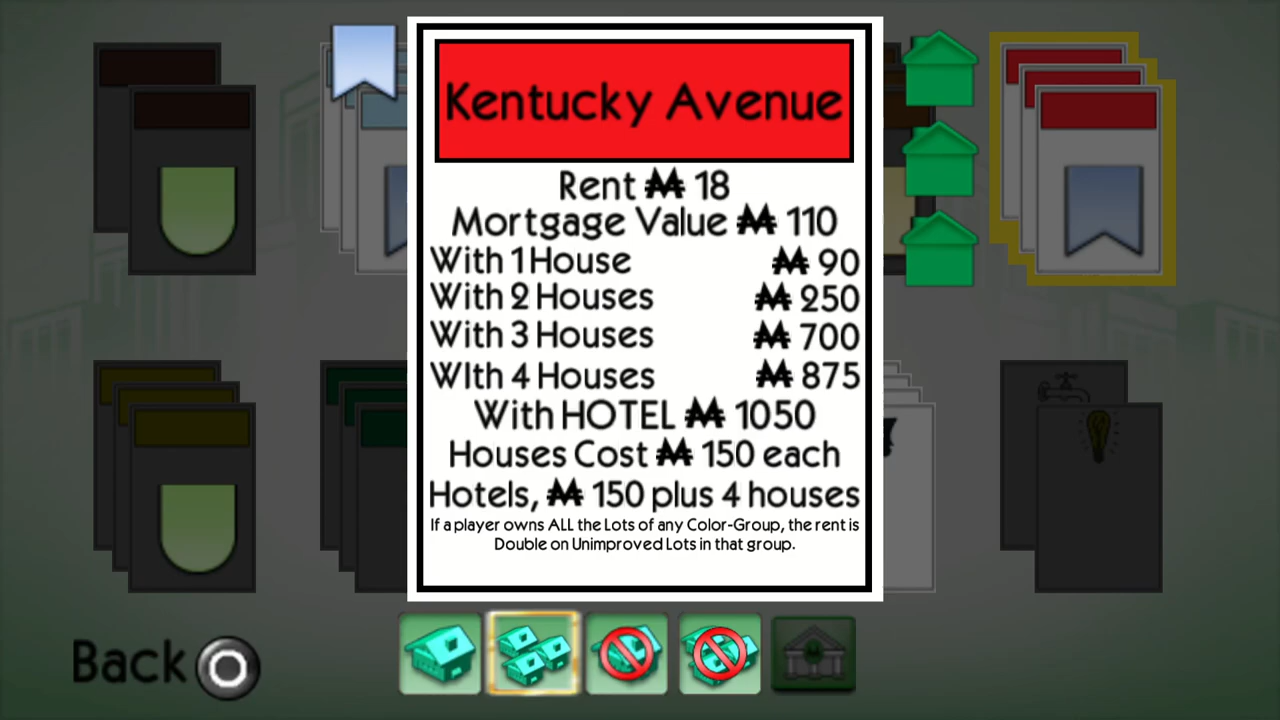 Kentucky Avenue
Rent M 18
Mortgage Value M 110
With 1 House M 90
With 2 Houses M 250
With 3 Houses M 700
WIth 4 Houses M 875
With HOTEL M 1050
Houses Cost M 150 each
Hotels, M 150 plus 4 houses
If a player owns ALL the Lots of any Color-Group, the rent is
Double on Unimproved Lots in that group.
Back